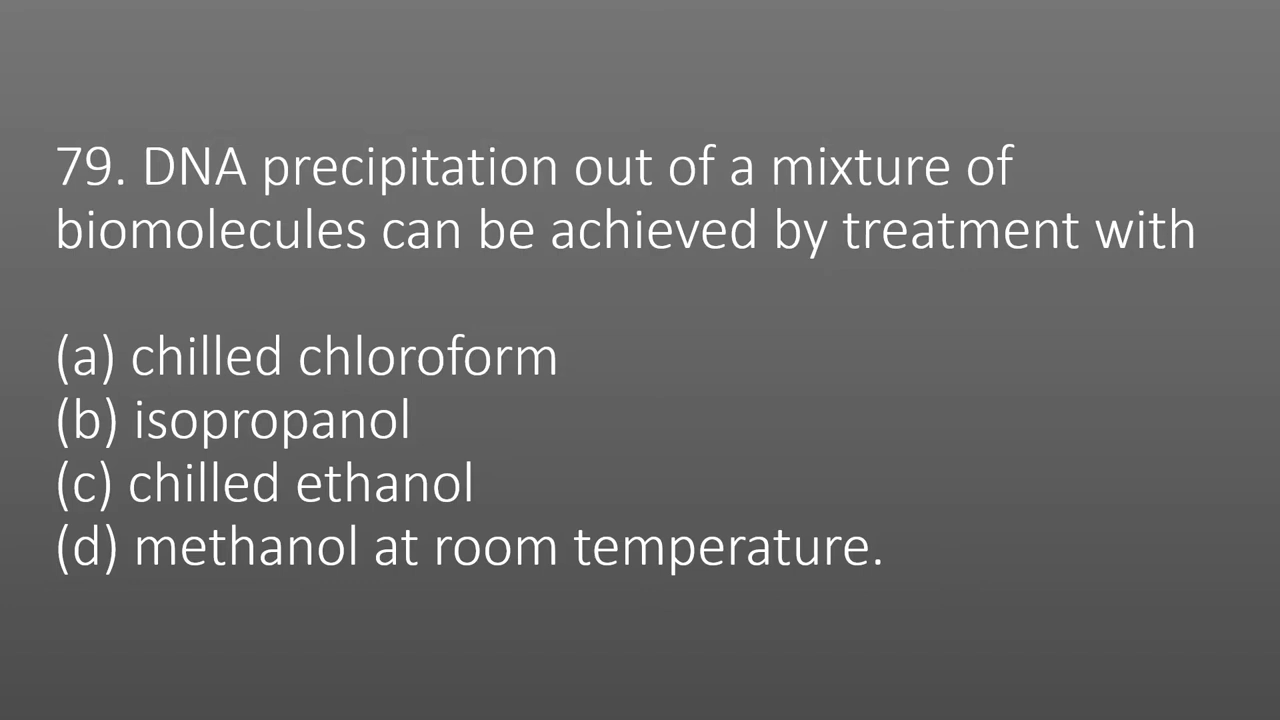 79. DNA precipitation out of a mixture of
biomolecules can be achieved by treatment with
(a) chilled chloroform
(b) isopropanol
(c) chilled ethanol
(d) methanol at room temperature.